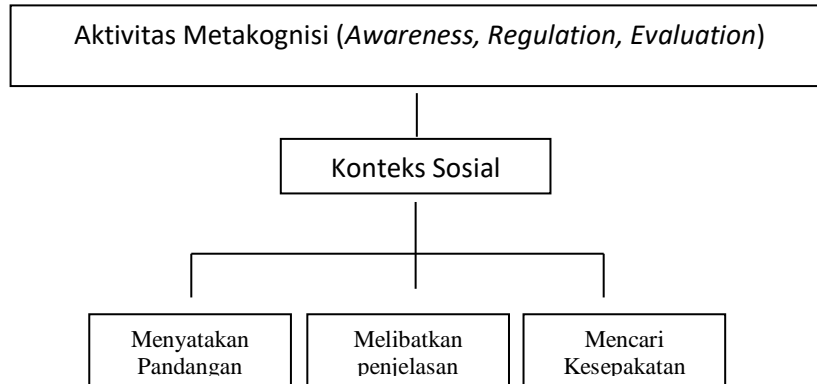 Aktivitas Metakognisi (Awareness, Regulation, Evaluation)
Konteks Sosial
Menyatakan
Pandangan
Melibatkan
penjelasan
Mencari
Kesepakatan